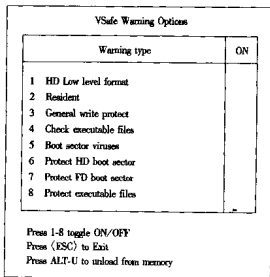 VSafe Warning Options
Warning type ON
1 HD Low level format
2 Resident
3 General write protect
4 Check executable files
5 Boot sector viruses
6 Protect HD boot sector
7 Protect FD boot sector
8 Protect executable files
Press 1-8 toggle ON/OFF
Press 〈ESC〉 to Exit
Press ALT-U to unload from memory